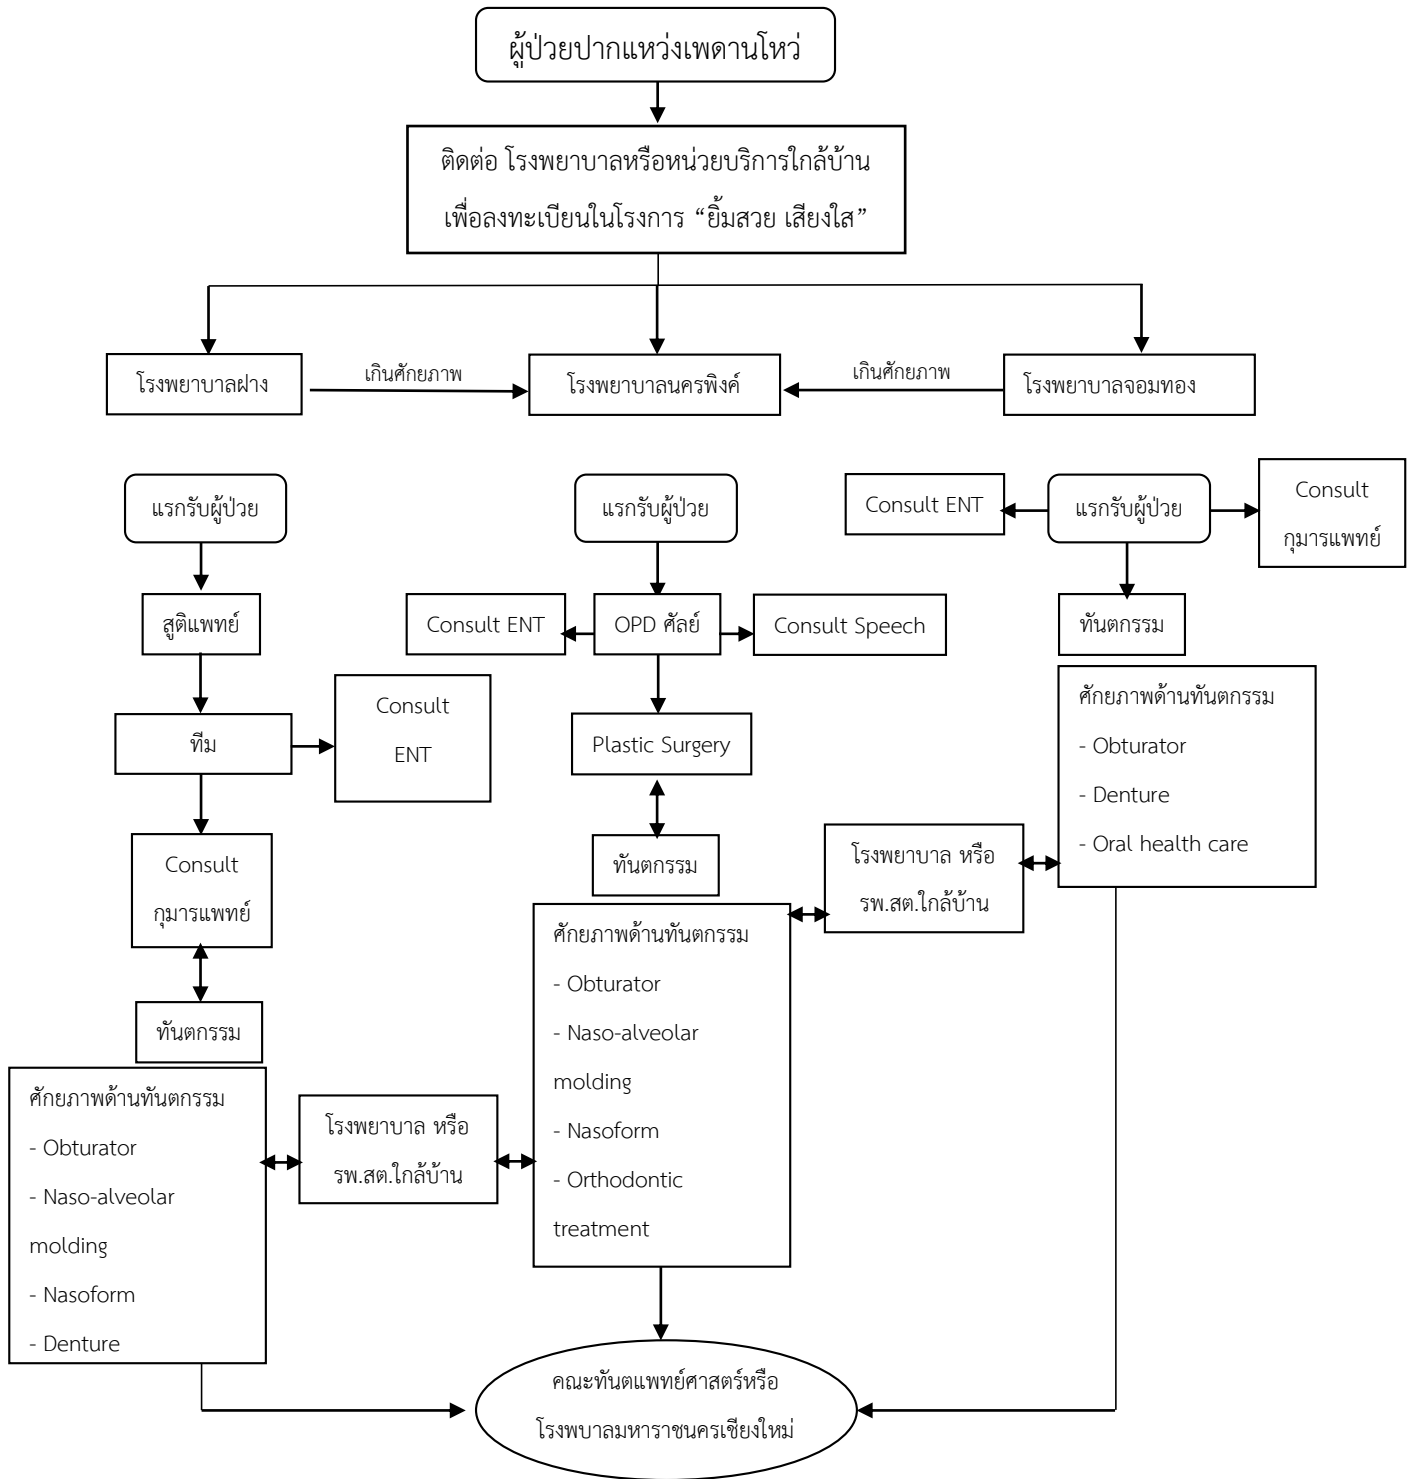 ผู้ป่วยปากแหว่งเพดานโหว่
ติดต่อ โรงพยาบาลหรือหน่วยบริการใกล้บ้าน
เพื่อลงทะเบียนในโรงการ “ยิ้มสวย เสียงใส”
โรงพยาบาลฝาง
เกินศักยภาพ
โรงพยาบาลนครพิงค์
เกินศักยภาพ
โรงพยาบาลจอมทอง
แรกรับผู้ป่วย
สูติแพทย์
ทีม
Consult
ENT
Consult
กุมารแพทย์
ทันตกรรม
ศักยภาพด้านทันตกรรม
- Obturator
- Naso-alveolar
molding
- Nasoform
- Denture
โรงพยาบาล หรือ
รพ.สต.ใกล้บ้าน
แรกรับผู้ป่วย
Consult ENT
OPD ศัลย์
Consult Speech
Plastic Surgery
ทันตกรรม
ศักยภาพด้านทันตกรรม
- Obturator
- Naso-alveolar
molding
- Nasoform
- Orthodontic
treatment
โรงพยาบาล หรือ
รพ.สต.ใกล้บ้าน
Consult ENT
แรกรับผู้ป่วย
Consult
กุมารแพทย์
ทันตกรรม
ศักยภาพด้านทันตกรรม
- Obturator
- Denture
- Oral health care
คณะทันตแพทย์ศาสตร์หรือ
โรงพบาลมหาราชนครเชียงใหม่